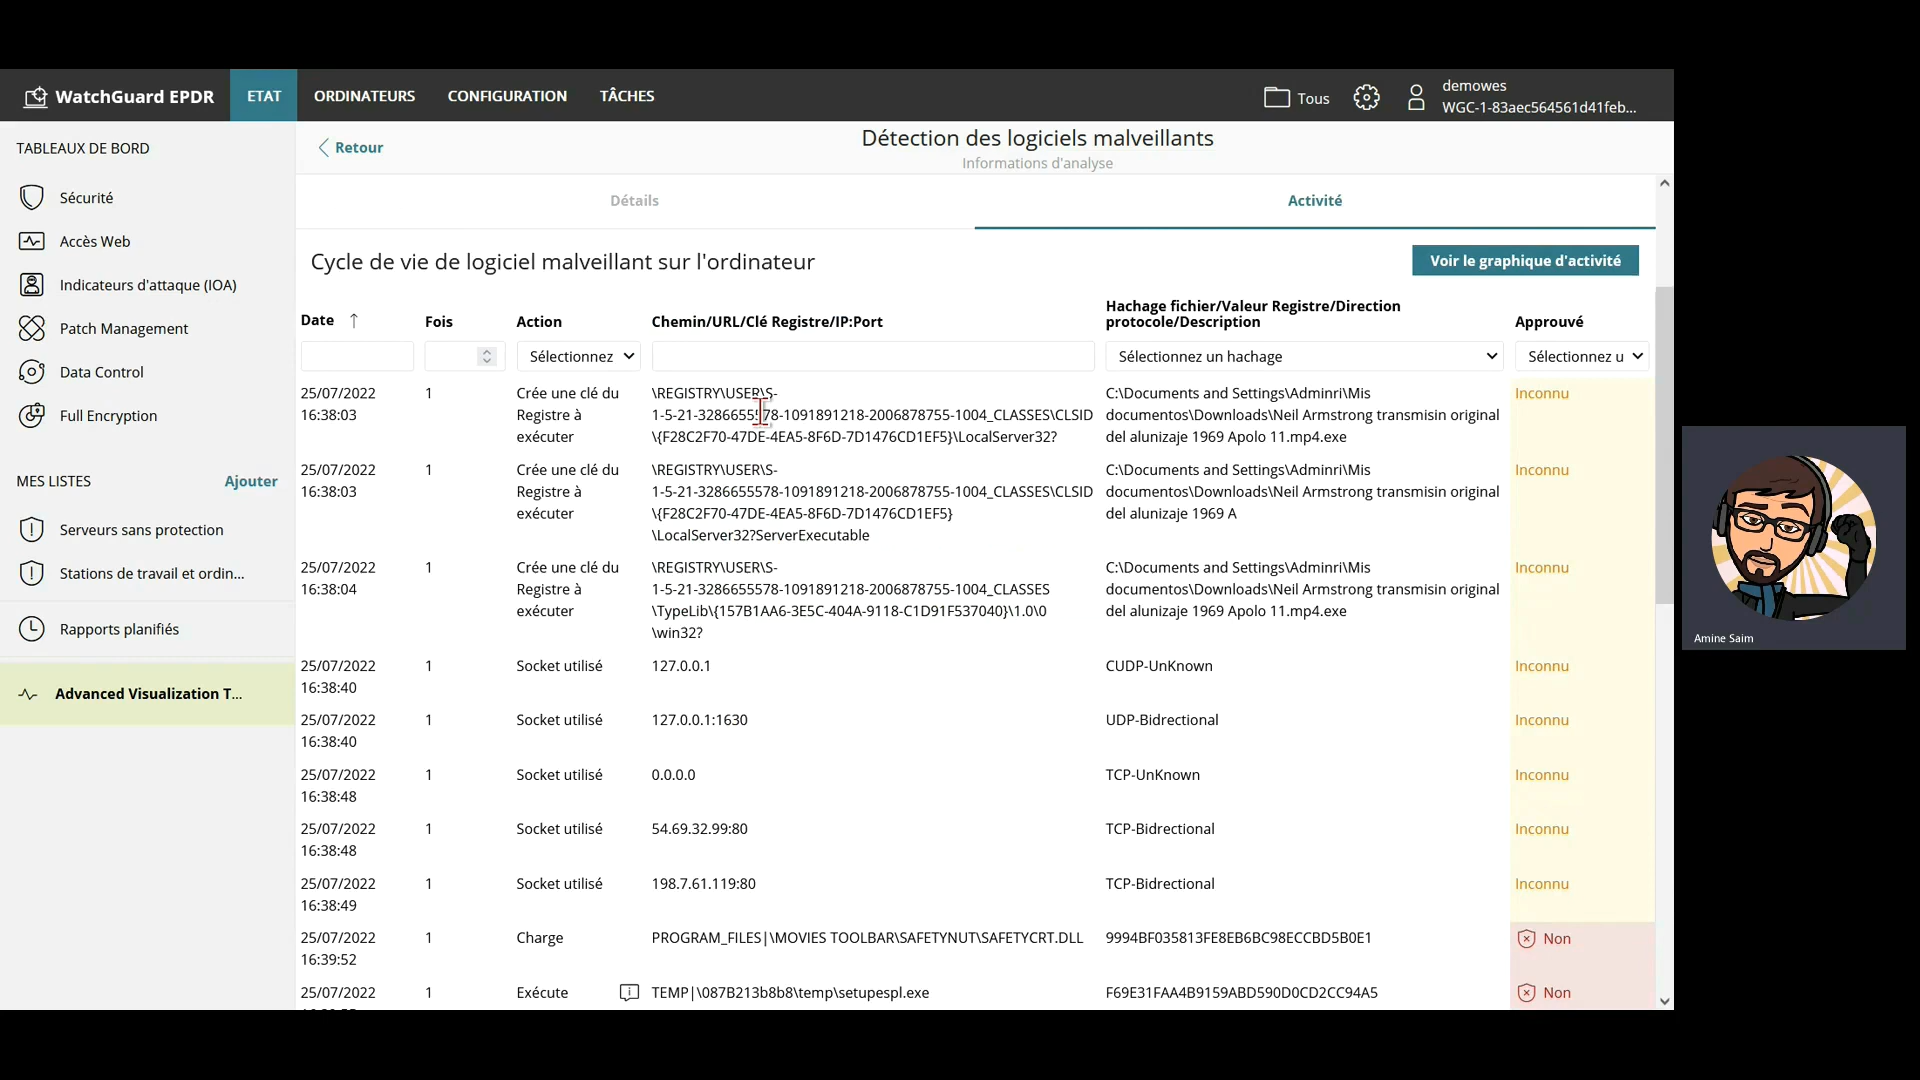 WatchGuard EPDR
ETAT
ORDINATEURS
CONFIGURATION
TÂCHES
Tous
demowes
WGC-1-83aec564561d41feb...
TABLEAUX DE BORD
Sécurité
Accès Web
Indicateurs d'attaque (IOA)
Patch Management
Data Control
Full Encryption
MES LISTES
Ajouter
Serveurs sans protection
Stations de travail et ordin...
Rapports planifiés
Advanced Visualization T...
Retour
Détection des logiciels malveillants
Informations d'analyse
Détails
Activité
Cycle de vie de logiciel malveillant sur l'ordinateur
Voir le graphique d'activité
Date
Fois
Action
Chemin/URL/Clé Registre/IP:Port
Hachage fichier/Valeur Registre/Direction
protocole/Description
Approuvé
Sélectionnez
Sélectionnez un hachage
Sélectionnez u
25/07/2022
16:38:03
1
Crée une clé du
Registre à
exécuter
\REGISTRY\USER\S-
1-5-21-3286655578-1091891218-2006878755-1004_CLASSES\CLSID
\{F28C2F70-47DE-4EA5-8F6D-7D1476CD1EF5}\LocalServer32?
C:\Documents and Settings\Adminri\Mis
documentos\Downloads\Neil Armstrong transmisin original
del alunizaje 1969 Apolo 11.mp4.exe
Inconnu
25/07/2022
16:38:03
1
Crée une clé du
Registre à
exécuter
\REGISTRY\USER\S-
1-5-21-3286655578-1091891218-2006878755-1004_CLASSES\CLSID
\{F28C2F70-47DE-4EA5-8F6D-7D1476CD1EF5}
\LocalServer32?ServerExecutable
C:\Documents and Settings\Adminri\Mis
documentos\Downloads\Neil Armstrong transmisin original
del alunizaje 1969 A
Inconnu
25/07/2022
16:38:04
1
Crée une clé du
Registre à
exécuter
\REGISTRY\USER\S-
1-5-21-3286655578-1091891218-2006878755-1004_CLASSES
\TypeLib\{157B1AA6-3E5C-404A-9118-C1D91F537040}\1.0\0
\win32?
C:\Documents and Settings\Adminri\Mis
documentos\Downloads\Neil Armstrong transmisin original
del alunizaje 1969 Apolo 11.mp4.exe
Inconnu
25/07/2022
16:38:40
1
Socket utilisé
127.0.0.1
CUDP-UnKnown
Inconnu
25/07/2022
16:38:40
1
Socket utilisé
127.0.0.1:1630
UDP-Bidrectional
Inconnu
25/07/2022
16:38:48
1
Socket utilisé
0.0.0.0
TCP-UnKnown
Inconnu
25/07/2022
16:38:48
1
Socket utilisé
54.69.32.99:80
TCP-Bidrectional
Inconnu
25/07/2022
16:38:49
1
Socket utilisé
198.7.61.119:80
TCP-Bidrectional
Inconnu
25/07/2022
16:39:52
1
Charge
PROGRAM_FILES|\MOVIES TOOLBAR\SAFETYNUT\SAFETYCRT.DLL
9994BF035813FE8EB6BC98ECCBD5B0E1
Non
25/07/2022
1
Exécute
TEMP|\087B213b8b8\temp\setupespl.exe
F69E31FAA4B9159ABD590D0CD2CC94A5
Non
Amine Saim